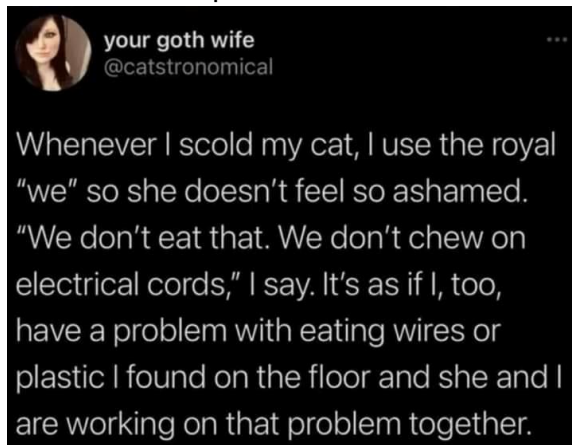 your goth wife
@catstronomical
Whenever I scold my cat, I use the royal
“we” so she doesn’t feel so ashamed.
“We don’t eat that. We don’t chew on
electrical cords,” I say. It’s as if I, too,
have a problem with eating wires or
plastic I found on the floor and she and I
are working on that problem together.